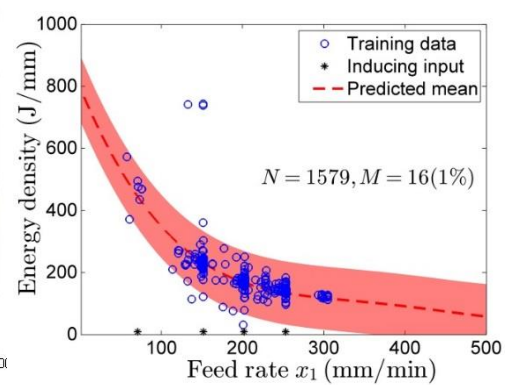 1000
800
600
400
200
0
Energy density (J/mm)
Training data
Inducing input
Predicted mean
N = 1579, M = 16(1%)
100 200 300 400 500
Feed rate x₁ (mm/min)